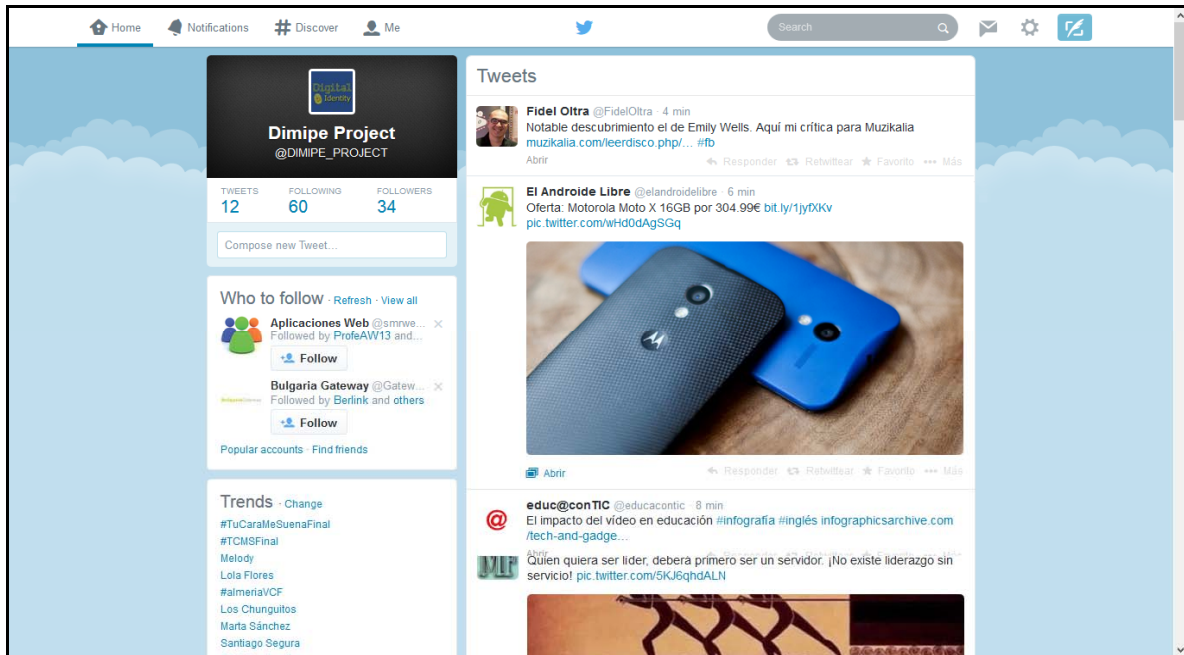 Home
Notifications
Discover
Me
Search
Digital
Identity
Dimipe Project
@DIMIPE_PROJECT
TWEETS FOLLOWING FOLLOWERS
12 60 34
Compose new Tweet...
Who to follow · Refresh · View all
Aplicaciones Web @smrwe...
Followed by ProfeAW13 and...
Follow
Bulgaria Gateway @Gatew...
Followed by Berlink and others
Follow
Popular accounts · Find friends
Trends · Change
#TuCaraMeSuenaFinal
#TCMSFinal
Melody
Lola Flores
#almeriaVCF
Los Chunguitos
Marta Sánchez
Santiago Segura
Tweets
Fidel Oltra @FidelOltra · 4 min
Notable descubrimiento el de Emily Wells. Aquí mi crítica para Muzikalia
muzikalia.com/leerdisco.php/... #fb
Abrir Responder Retwittear Favorito Más
El Androide Libre @elandroidelibre · 6 min
Oferta: Motorola Moto X 16GB por 304.99€ bit.ly/1jyfXKv
pic.twitter.com/wHd0dAgSGq
Abrir Responder Retwittear Favorito Más
educ@conTIC @educacontic · 8 min
El impacto del vídeo en educación #infografía #inglés infographicsarchive.com
/tech-and-gadge...
Abrir Responder Retwittear Favorito Más
MF
Quien quiera ser líder, deberá primero ser un servidor. ¡No existe liderazgo sin
servicio! pic.twitter.com/5KJ6qhdALN